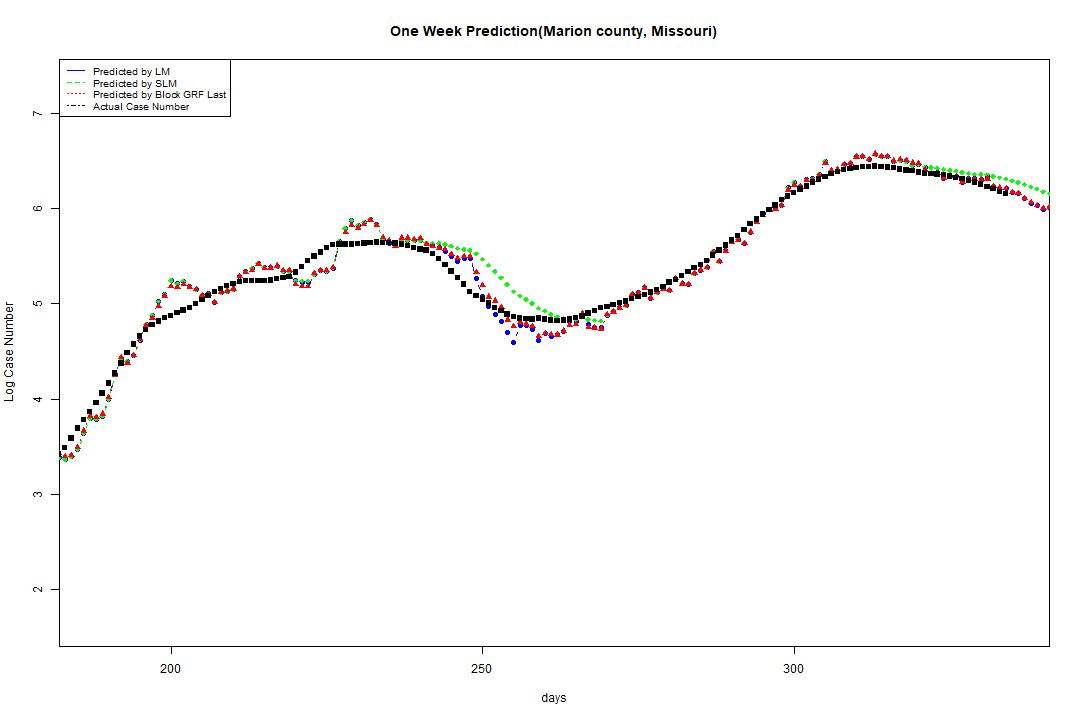 One Week Prediction(Marion county, Missouri)
Predicted by LM
Predicted by SLM
Predicted by Block GRF Last
Actual Case Number
7
6
5
4
3
2
Log Case Number
200 250 300
days